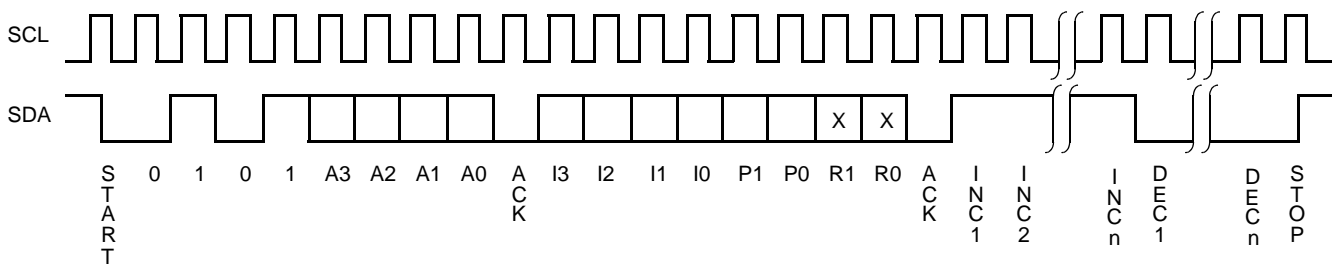 SCL
SDA
X X
START 0 1 0 1 A3 A2 A1 A0 ACK I3 I2 I1 I0 P1 P0 R1 R0 ACK INC1 INC2 INCn DEC1 DECn STOP